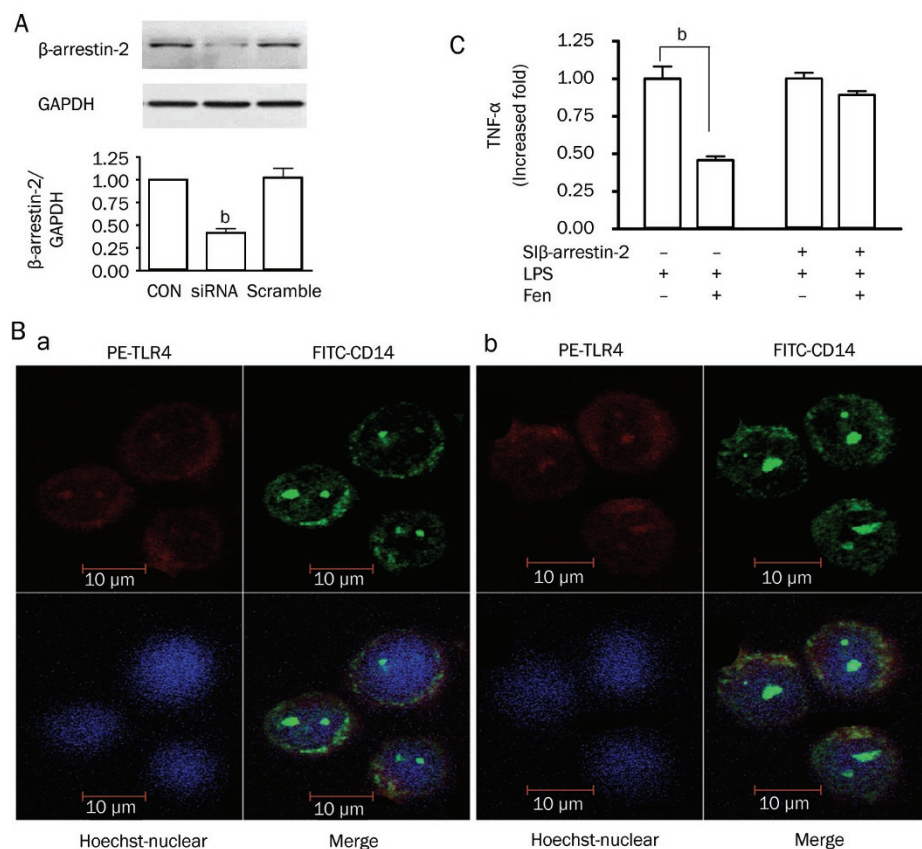 A
β-arrestin-2
GAPDH
β-arrestin-2/
GAPDH
1.25
1.00
0.75
0.50
0.25
0.00
b
CON siRNA Scramble
C
TNF-α
(Increased fold)
1.25
1.00
0.75
0.50
0.25
0.00
b
SIβ-arrestin-2 – – + +
LPS + + + +
Fen – + – +
B
a
PE-TLR4 FITC-CD14
10 µm 10 µm
10 µm 10 µm
Hoechst-nuclear Merge
b
PE-TLR4 FITC-CD14
10 µm 10 µm
10 µm 10 µm
Hoechst-nuclear Merge